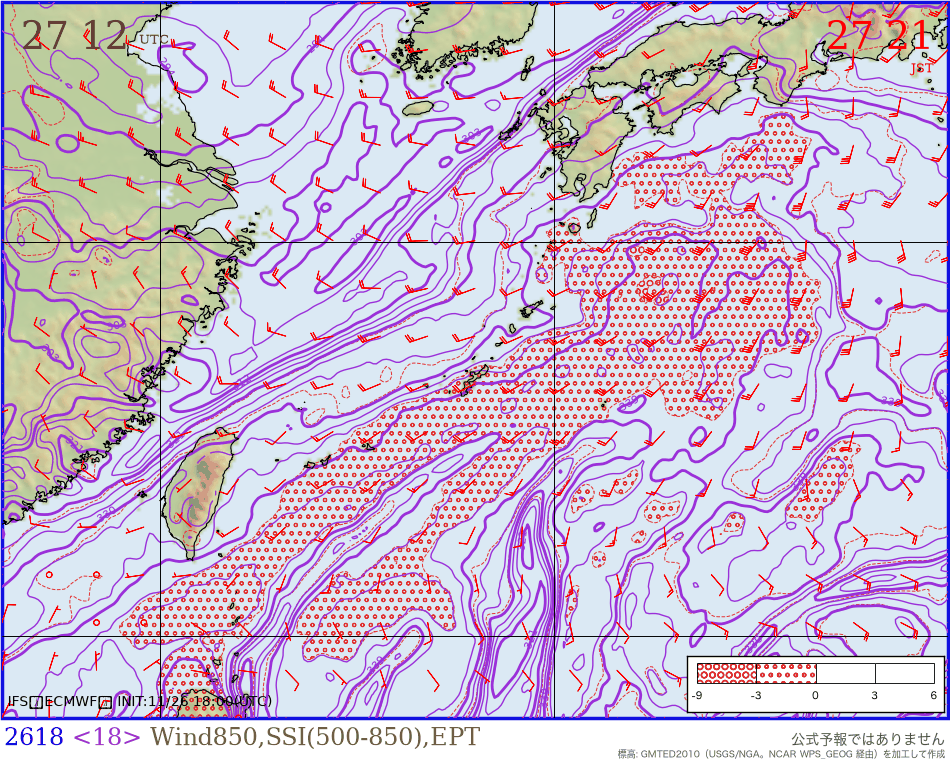 27 12 UTC
27 21
JST
IFS□ECMWF□ INIT:11/26 18:00(UTC)
-9 -3 0 3 6
2618 <18> Wind850,SSI(500-850),EPT
公式予報ではありません
標高: GMTED2010（USGS/NGA。NCAR WPS_GEOG 経由）を加工して作成